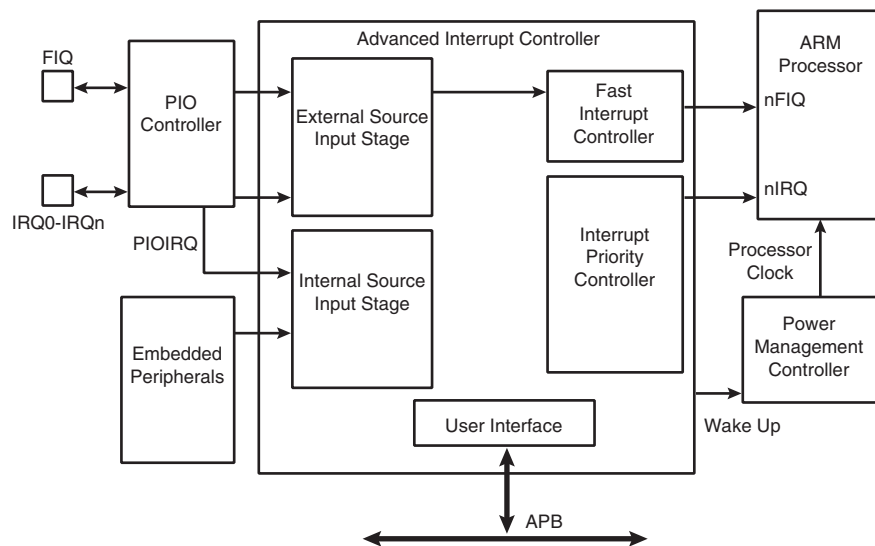 Advanced Interrupt Controller
ARM
Processor
FIQ
PIO
Controller
External Source
Input Stage
Fast
Interrupt
Controller
nFIQ
IRQ0-IRQn
nIRQ
PIOIRQ
Internal Source
Input Stage
Interrupt
Priority
Controller
Processor
Clock
Embedded
Peripherals
Power
Management
Controller
User Interface
Wake Up
APB